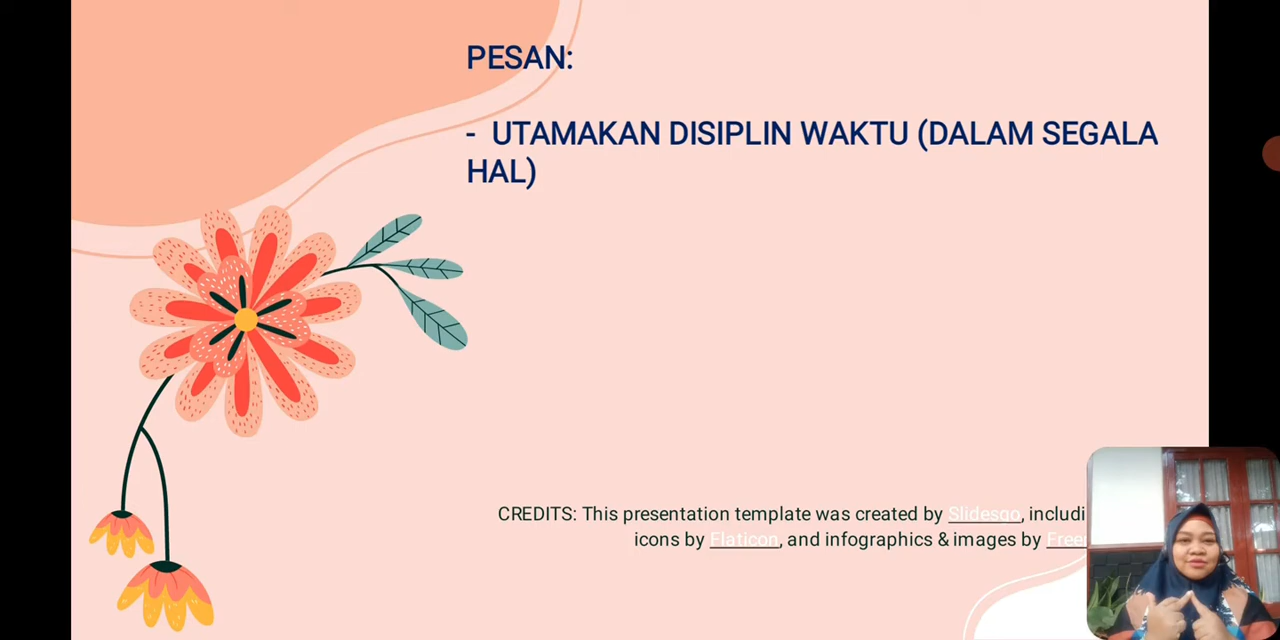 PESAN:
- UTAMAKAN DISIPLIN WAKTU (DALAM SEGALA
HAL)
CREDITS: This presentation template was created by Slidesgo, includi
icons by Flaticon, and infographics & images by Free